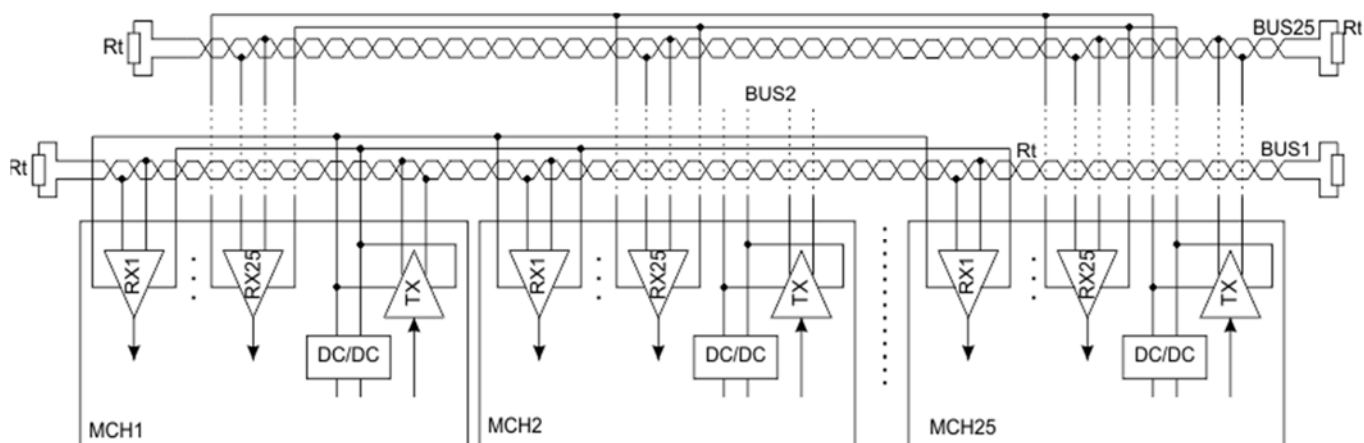 BUS25
Rt
Rt
BUS2
Rt
Rt
BUS1
RX1
RX25
TX
RX1
RX25
TX
RX1
RX25
TX
DC/DC
DC/DC
DC/DC
MCH1
MCH2
MCH25